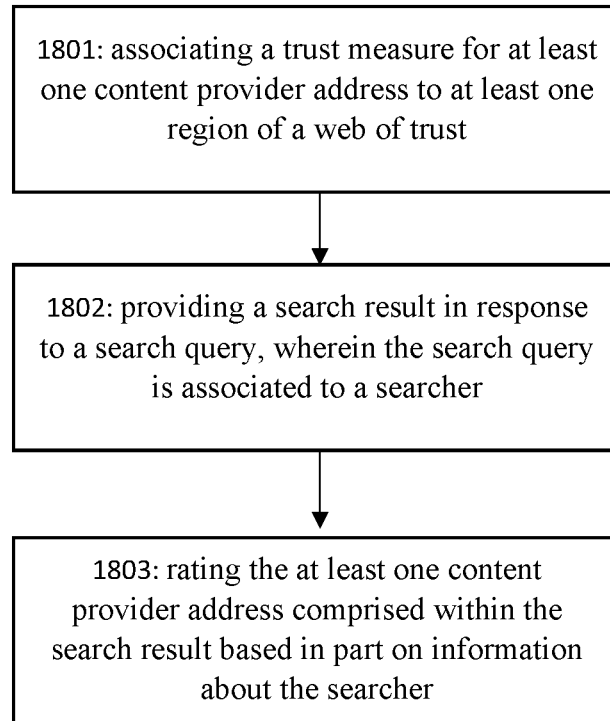 1801: associating a trust measure for at least
one content provider address to at least one
region of a web of trust
1802: providing a search result in response
to a search query, wherein the search query
is associated to a searcher
1803: rating the at least one content
provider address comprised within the
search result based in part on information
about the searcher